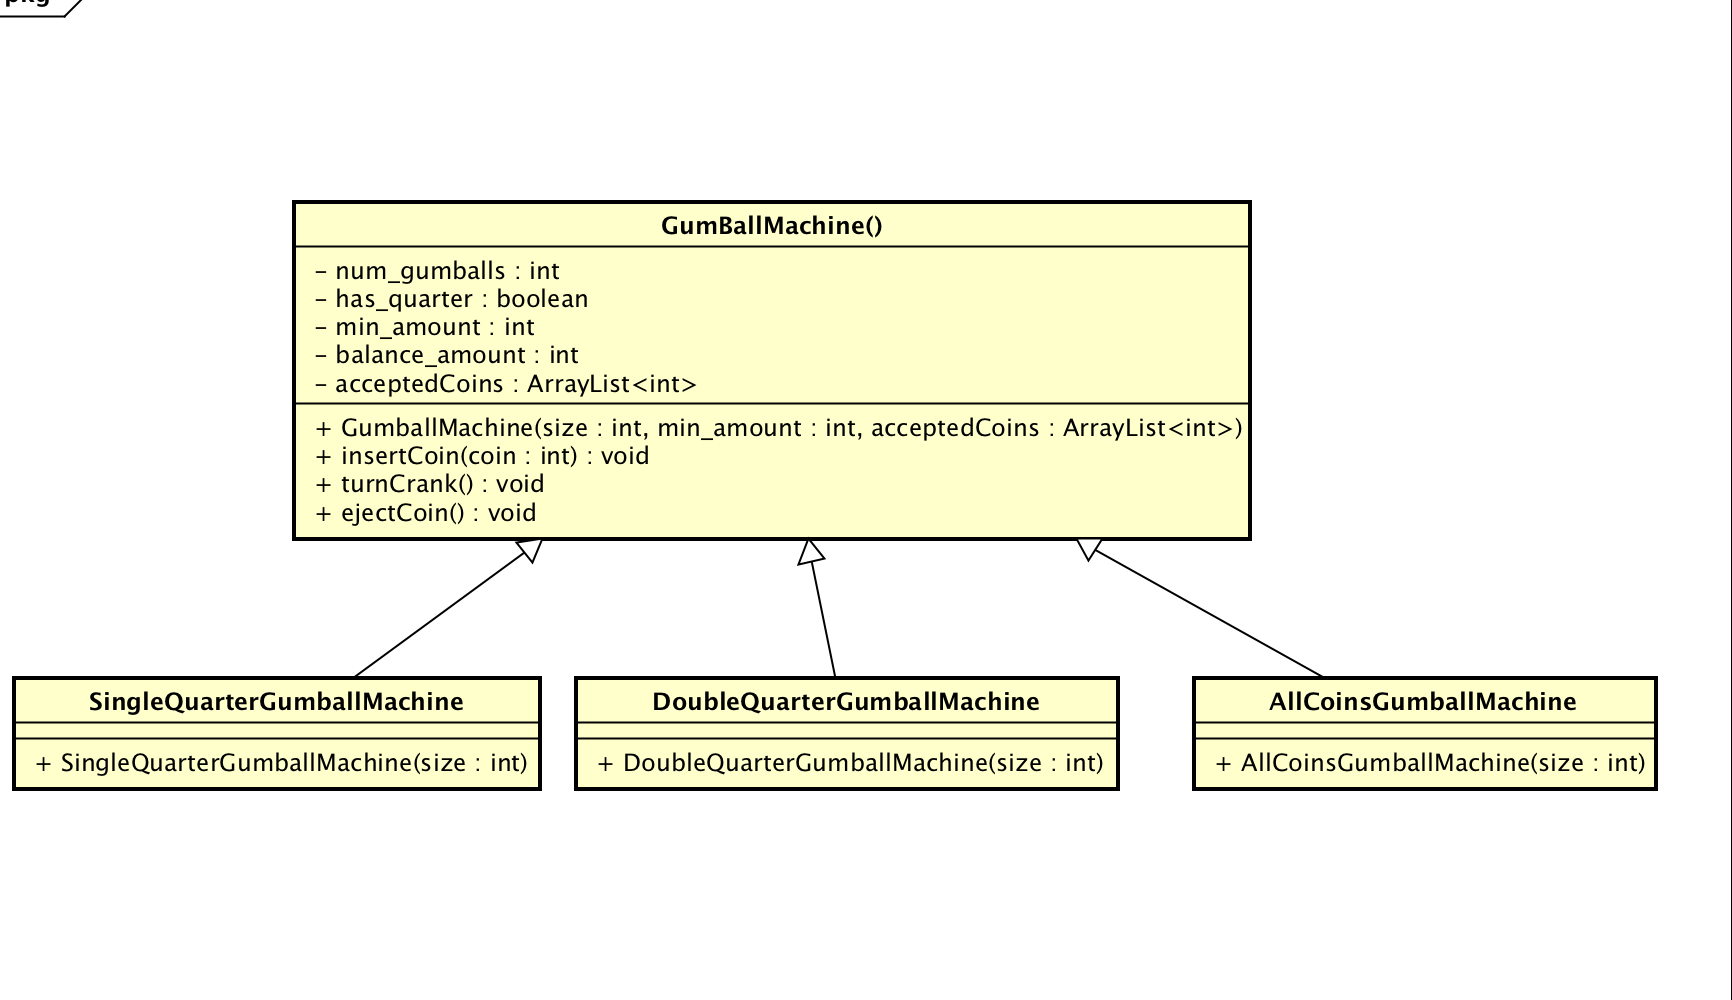 pkg
GumBallMachine()
– num_gumballs : int
– has_quarter : boolean
– min_amount : int
– balance_amount : int
– acceptedCoins : ArrayList<int>
+ GumballMachine(size : int, min_amount : int, acceptedCoins : ArrayList<int>)
+ insertCoin(coin : int) : void
+ turnCrank() : void
+ ejectCoin() : void
SingleQuarterGumballMachine
+ SingleQuarterGumballMachine(size : int)
DoubleQuarterGumballMachine
+ DoubleQuarterGumballMachine(size : int)
AllCoinsGumballMachine
+ AllCoinsGumballMachine(size : int)